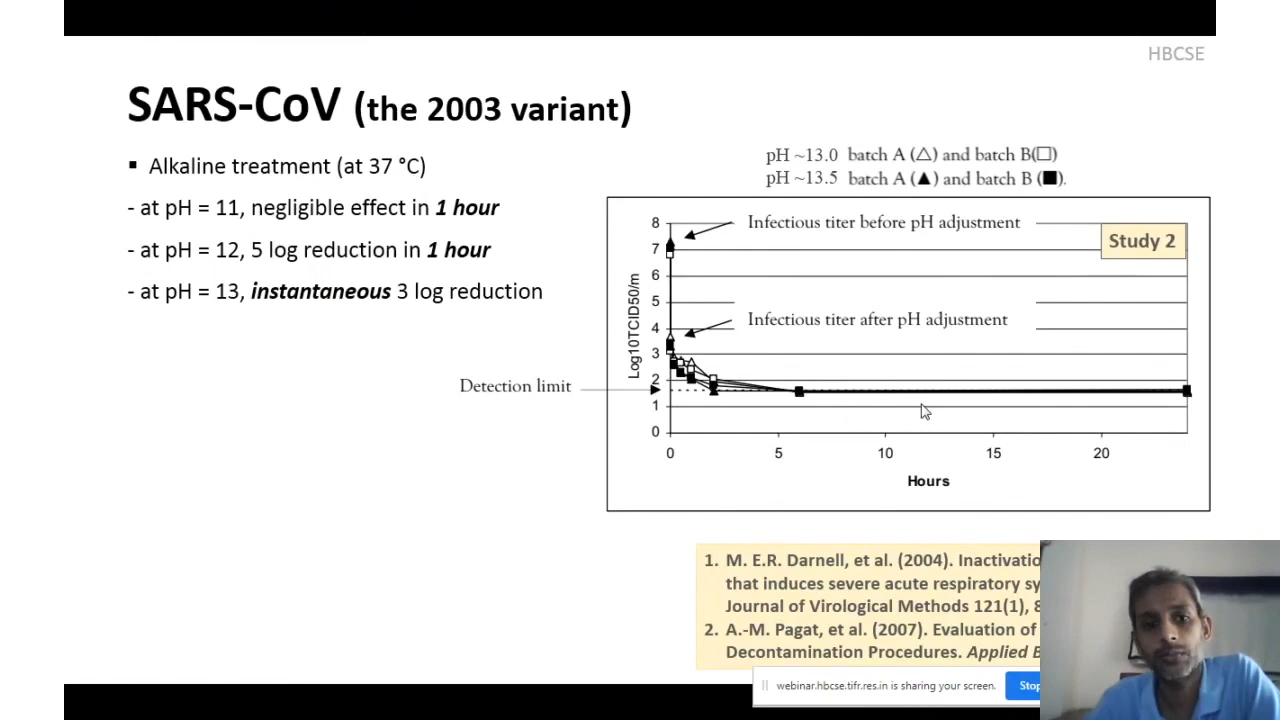 HBCSE
SARS-CoV (the 2003 variant)
▪ Alkaline treatment (at 37 °C)
- at pH = 11, negligible effect in 1 hour
- at pH = 12, 5 log reduction in 1 hour
- at pH = 13, instantaneous 3 log reduction
pH ~13.0 batch A (△) and batch B(□)
pH ~13.5 batch A (▲) and batch B (■).
Infectious titer before pH adjustment
Study 2
Infectious titer after pH adjustment
Log10TCID50/m
8
7
6
5
4
3
2
1
0
Detection limit
0 5 10 15 20
Hours
1. M. E.R. Darnell, et al. (2004).
that induces severe acute respiratory
Journal of Virological Methods 121(1),
2. A.-M. Pagat, et al. (2007). Evaluation of
Decontamination Procedures. Applied
webinar.hbcse.tifr.res.in is sharing your screen.